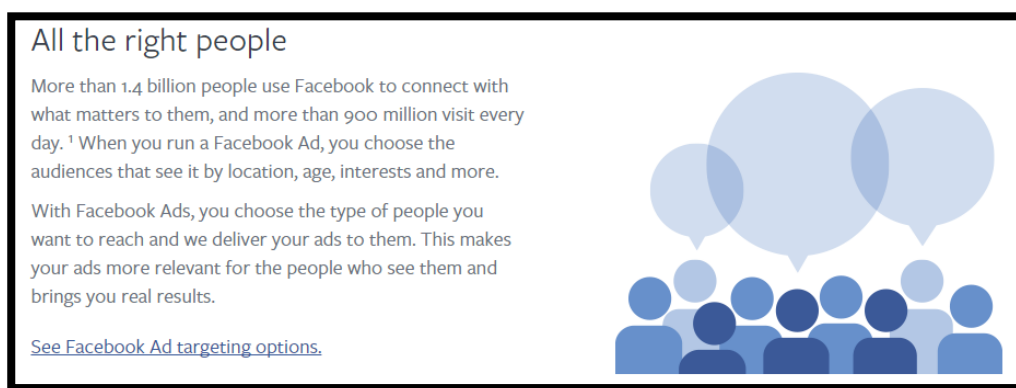 All the right people
More than 1.4 billion people use Facebook to connect with
what matters to them, and more than 900 million visit every
day. ¹ When you run a Facebook Ad, you choose the
audiences that see it by location, age, interests and more.
With Facebook Ads, you choose the type of people you
want to reach and we deliver your ads to them. This makes
your ads more relevant for the people who see them and
brings you real results.
See Facebook Ad targeting options.